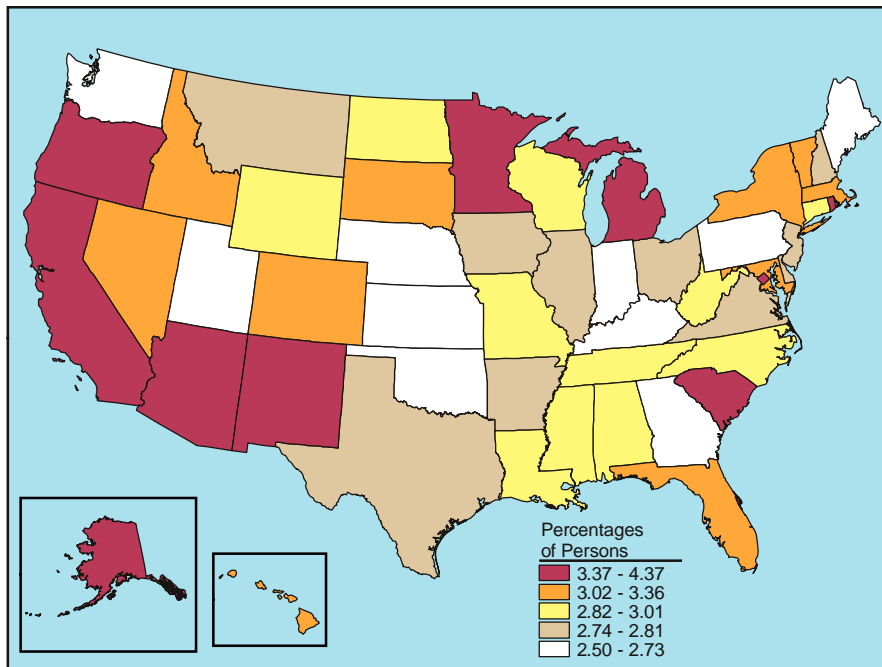 Percentages
of Persons
3.37 - 4.37
3.02 - 3.36
2.82 - 3.01
2.74 - 2.81
2.50 - 2.73